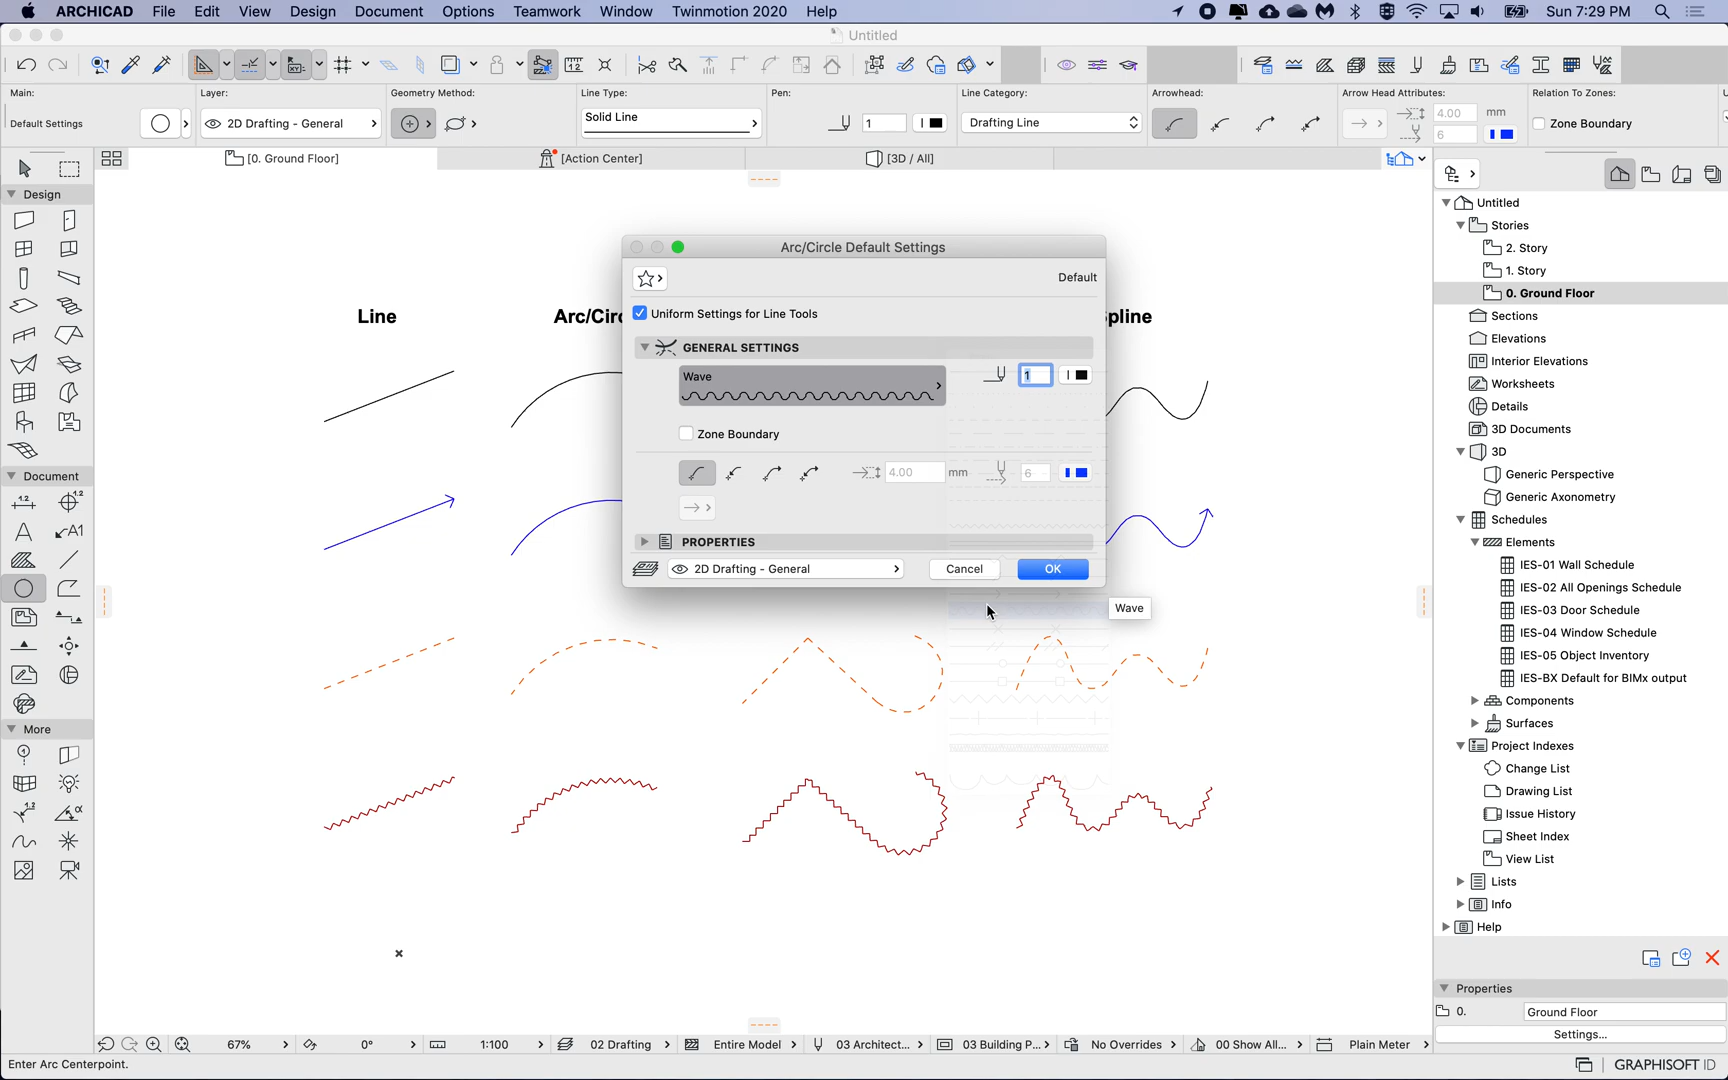 ARCHICAD File Edit View Design Document Options Teamwork Window Twinmotion 2020 Help Sun 7:29 PM
Untitled
Main: Layer: Geometry Method: Line Type: Pen: Line Category: Arrowhead: Arrow Head Attributes: Relation To Zones:
Default Settings 2D Drafting - General Solid Line 1 Drafting Line 4.00 mm 6 Zone Boundary
[0. Ground Floor] [Action Center] [3D / All]
Design
Document
More
Line Arc/Circ pline
Arc/Circle Default Settings
Default
Uniform Settings for Line Tools
GENERAL SETTINGS
Wave 1
Zone Boundary
4.00 mm 6
PROPERTIES
2D Drafting - General Cancel OK
Wave
Untitled
Stories
2. Story
1. Story
0. Ground Floor
Sections
Elevations
Interior Elevations
Worksheets
Details
3D Documents
3D
Generic Perspective
Generic Axonometry
Schedules
Elements
IES-01 Wall Schedule
IES-02 All Openings Schedule
IES-03 Door Schedule
IES-04 Window Schedule
IES-05 Object Inventory
IES-BX Default for BIMx output
Components
Surfaces
Project Indexes
Change List
Drawing List
Issue History
Sheet Index
View List
Lists
Info
Help
Properties
0. Ground Floor
Settings...
67% 0° 1:100 02 Drafting Entire Model 03 Architect... 03 Building P... No Overrides 00 Show All... Plain Meter
Enter Arc Centerpoint. GRAPHISOFT ID